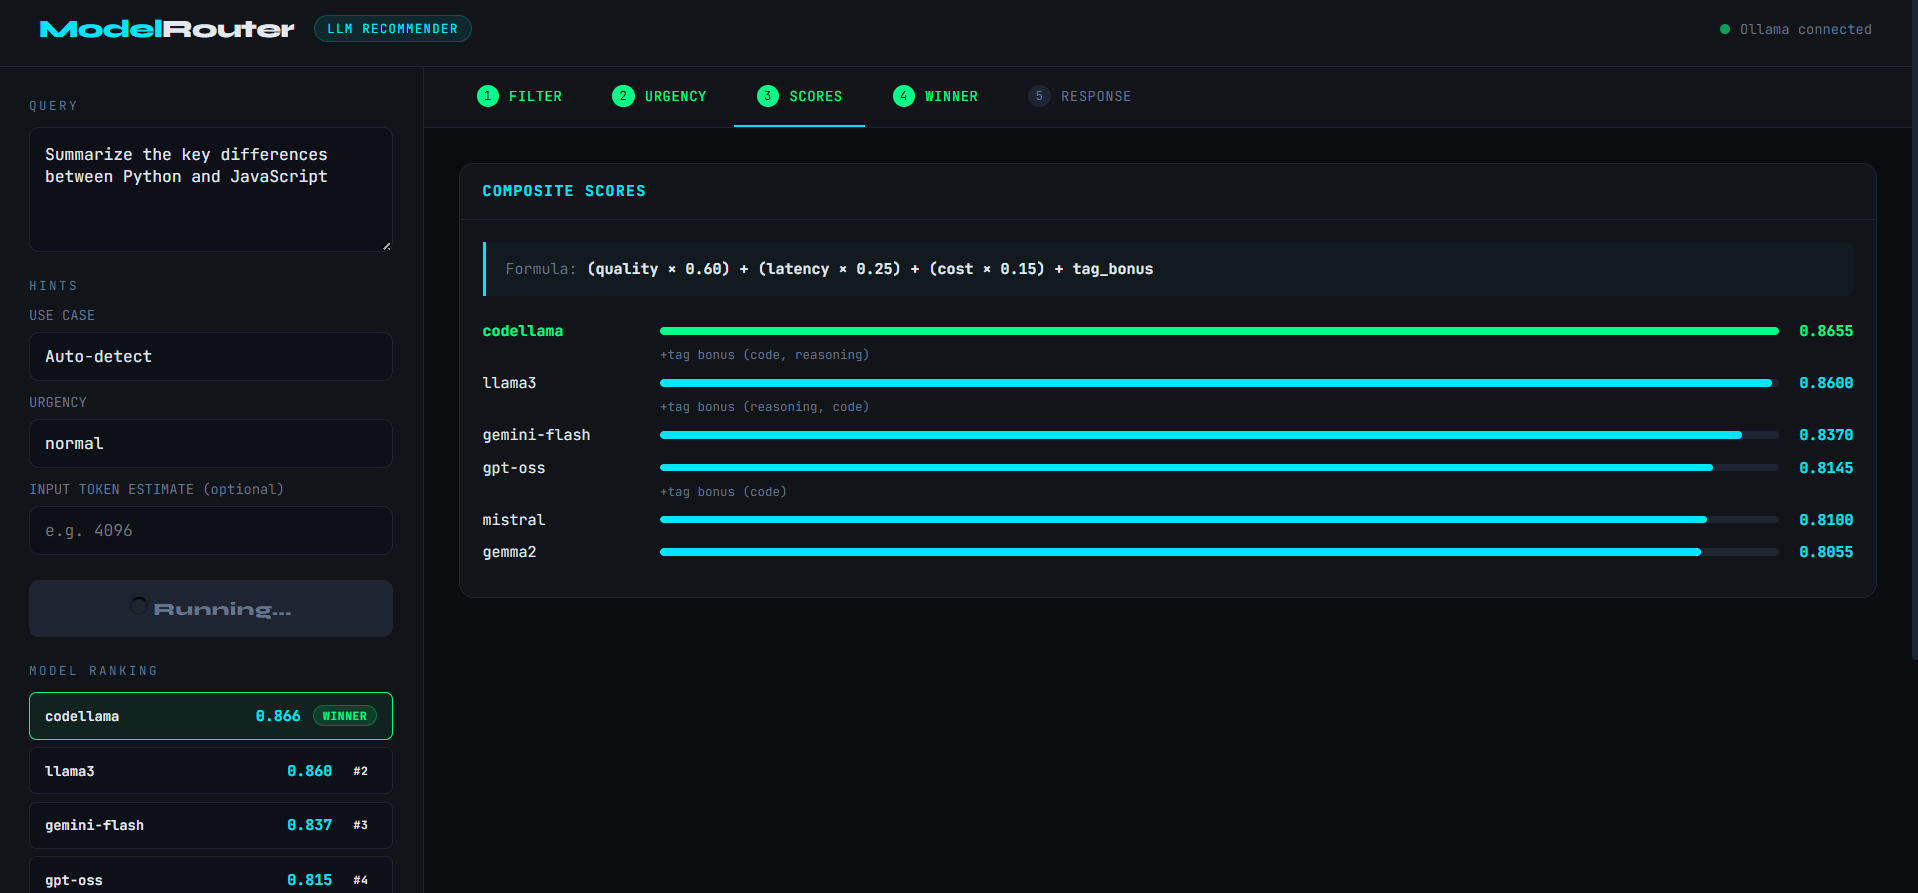 ModelRouter
LLM RECOMMENDER
Ollama connected
QUERY
Summarize the key differences
between Python and JavaScript
HINTS
USE CASE
Auto-detect
URGENCY
normal
INPUT TOKEN ESTIMATE (optional)
e.g. 4096
Running...
MODEL RANKING
codellama 0.866 WINNER
llama3 0.860 #2
gemini-flash 0.837 #3
gpt-oss 0.815 #4
1 FILTER 2 URGENCY 3 SCORES 4 WINNER 5 RESPONSE
COMPOSITE SCORES
Formula: (quality × 0.60) + (latency × 0.25) + (cost × 0.15) + tag_bonus
codellama 0.8655
+tag bonus (code, reasoning)
llama3 0.8600
+tag bonus (reasoning, code)
gemini-flash 0.8370
gpt-oss 0.8145
+tag bonus (code)
mistral 0.8100
gemma2 0.8055